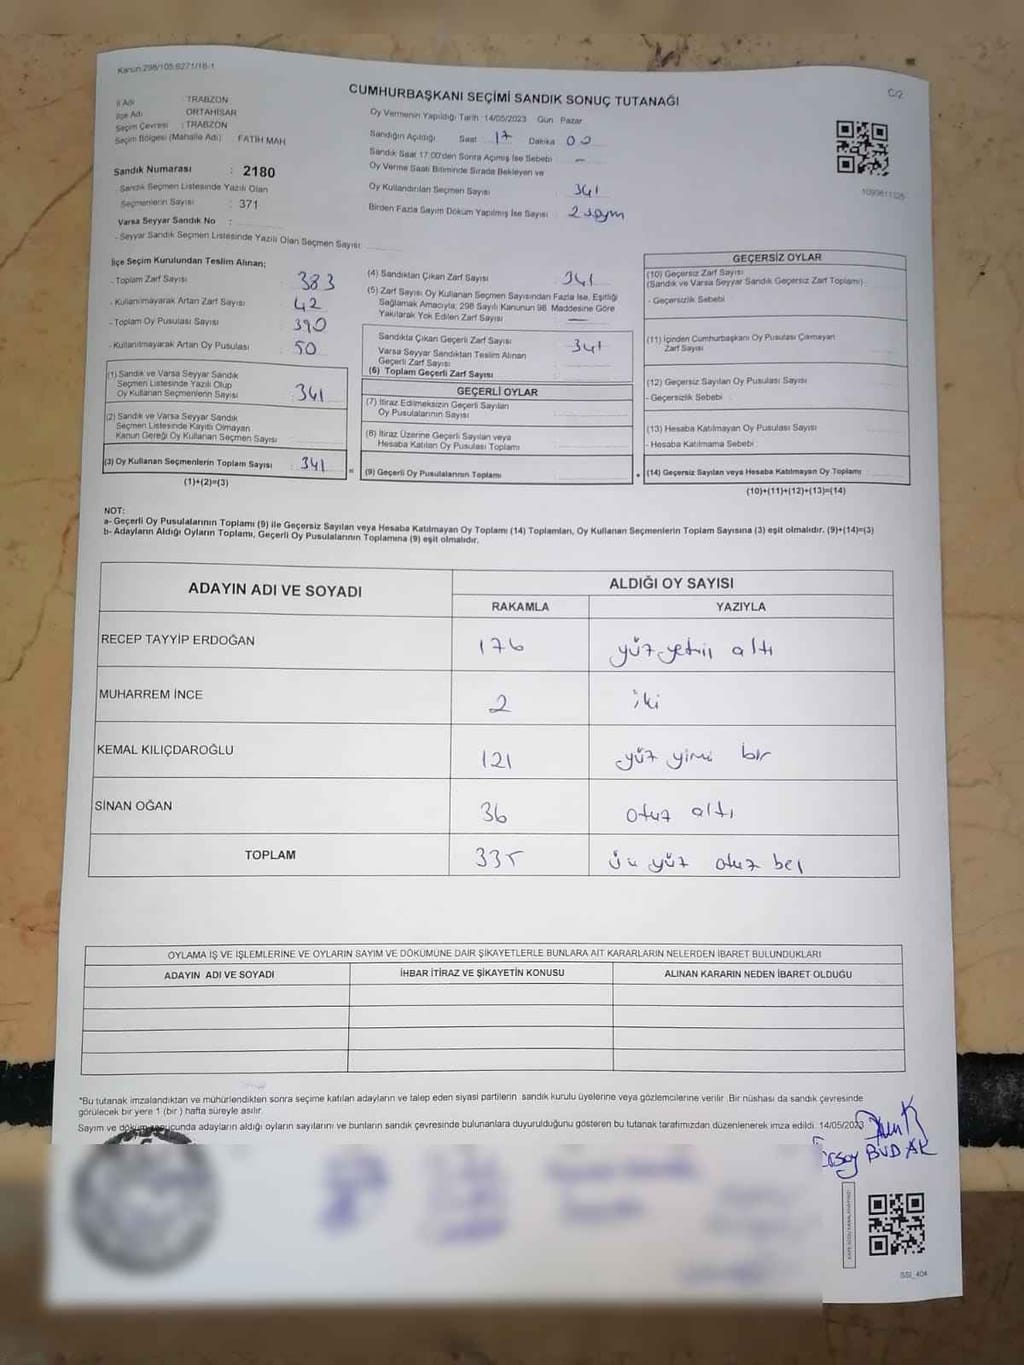 Kanun:298/105.6271/18-1
C/2
CUMHURBAŞKANI SEÇİMİ SANDIK SONUÇ TUTANAĞI
İl Adı : TRABZON
İlçe Adı : ORTAHİSAR
Seçim Çevresi : TRABZON
Seçim Bölgesi (Mahalle Adı) FATİH MAH
Sandık Numarası : 2180
Sandık Seçmen Listesinde Yazılı Olan
Seçmenlerin Sayısı : 371
Varsa Seyyar Sandık No :
- Seyyar Sandık Seçmen Listesinde Yazılı Olan Seçmen Sayısı
Oy Vermenin Yapıldığı Tarih 14/05/2023 Gün Pazar
Sandığın Açıldığı Saat 17 Dakika 00
Sandık Saat 17.00'den Sonra Açılmış İse Sebebi -
Oy Verme Saati Bitiminde Sırada Bekleyen ve
Oy Kullandırılan Seçmen Sayısı 341
Birden Fazla Sayım Döküm Yapılmış İse Sayısı 2 sayım
İlçe Seçim Kurulundan Teslim Alınan;
- Toplam Zarf Sayısı 383
- Kullanılmayarak Artan Zarf Sayısı 42
- Toplam Oy Pusulası Sayısı 390
- Kullanılmayarak Artan Oy Pusulası 50
(1) Sandık ve Varsa Seyyar Sandık
Seçmen Listesinde Yazılı Olup
Oy Kullanan Seçmenlerin Sayısı 341
(2) Sandık ve Varsa Seyyar Sandık
Seçmen Listesinde Kayıtlı Olmayan
Kanun Gereği Oy Kullanan Seçmen Sayısı
(3) Oy Kullanan Seçmenlerin Toplam Sayısı : 341
(1)+(2)=(3)
(4) Sandıktan Çıkan Zarf Sayısı 341
(5) Zarf Sayısı, Oy Kullanan Seçmen Sayısından Fazla İse, Eşitliği
Sağlamak Amacıyla; 298 Sayılı Kanunun 98. Maddesine Göre
Yakılarak Yok Edilen Zarf Sayısı -
Sandıkta Çıkan Geçerli Zarf Sayısı 341
Varsa Seyyar Sandıktan Teslim Alınan
Geçerli Zarf Sayısı
(6) Toplam Geçerli Zarf Sayısı
GEÇERLİ OYLAR
(7) İtiraz Edilmeksizin Geçerli Sayılan
Oy Pusulalarının Sayısı
(8) İtiraz Üzerine Geçerli Sayılan veya
Hesaba Katılan Oy Pusulası Toplamı
= (9) Geçerli Oy Pusulalarının Toplamı
GEÇERSİZ OYLAR
(10) Geçersiz Zarf Sayısı
(Sandık ve Varsa Seyyar Sandık Geçersiz Zarf Toplamı)
- Geçersizlik Sebebi
(11) İçinden Cumhurbaşkanı Oy Pusulası Çıkmayan
Zarf Sayısı
(12) Geçersiz Sayılan Oy Pusulası Sayısı
- Geçersizlik Sebebi
(13) Hesaba Katılmayan Oy Pusulası Sayısı
- Hesaba Katılmama Sebebi
+ (14) Geçersiz Sayılan veya Hesaba Katılmayan Oy Toplamı
(10)+(11)+(12)+(13)=(14)
NOT:
a- Geçerli Oy Pusulalarının Toplamı (9) ile Geçersiz Sayılan veya Hesaba Katılmayan Oy Toplamı (14) Toplamları, Oy Kullanan Seçmenlerin Toplam Sayısına (3) eşit olmalıdır. (9)+(14)=(3)
b- Adayların Aldığı Oyların Toplamı, Geçerli Oy Pusulalarının Toplamına (9) eşit olmalıdır.
ADAYIN ADI VE SOYADI ALDIĞI OY SAYISI
RAKAMLA YAZIYLA
RECEP TAYYİP ERDOĞAN 176 yüz yetmiş altı
MUHARREM İNCE 2 iki
KEMAL KILIÇDAROĞLU 121 yüz yirmi bir
SİNAN OĞAN 36 otuz altı
TOPLAM 335 üç yüz otuz beş
OYLAMA İŞ VE İŞLEMLERİNE VE OYLARIN SAYIM VE DÖKÜMÜNE DAİR ŞİKAYETLERLE BUNLARA AİT KARARLARIN NELERDEN İBARET BULUNDUKLARI
ADAYIN ADI VE SOYADI İHBAR İTİRAZ VE ŞİKAYETİN KONUSU ALINAN KARARIN NEDEN İBARET OLDUĞU
*Bu tutanak imzalandıktan ve mühürlendikten sonra seçime katılan adayların ve talep eden siyasi partilerin sandık kurulu üyelerine veya gözlemcilerine verilir .Bir nüshası da sandık çevresinde
görülecek bir yere 1 (bir ) hafta süreyle asılır.
Sayım ve döküm sonucunda adayların aldığı oyların sayılarını ve bunların sandık çevresinde bulunanlara duyurulduğunu gösteren bu tutanak tarafımızdan düzenlenerek imza edildi. 14/05/2023
BUDAK
SSİ_404